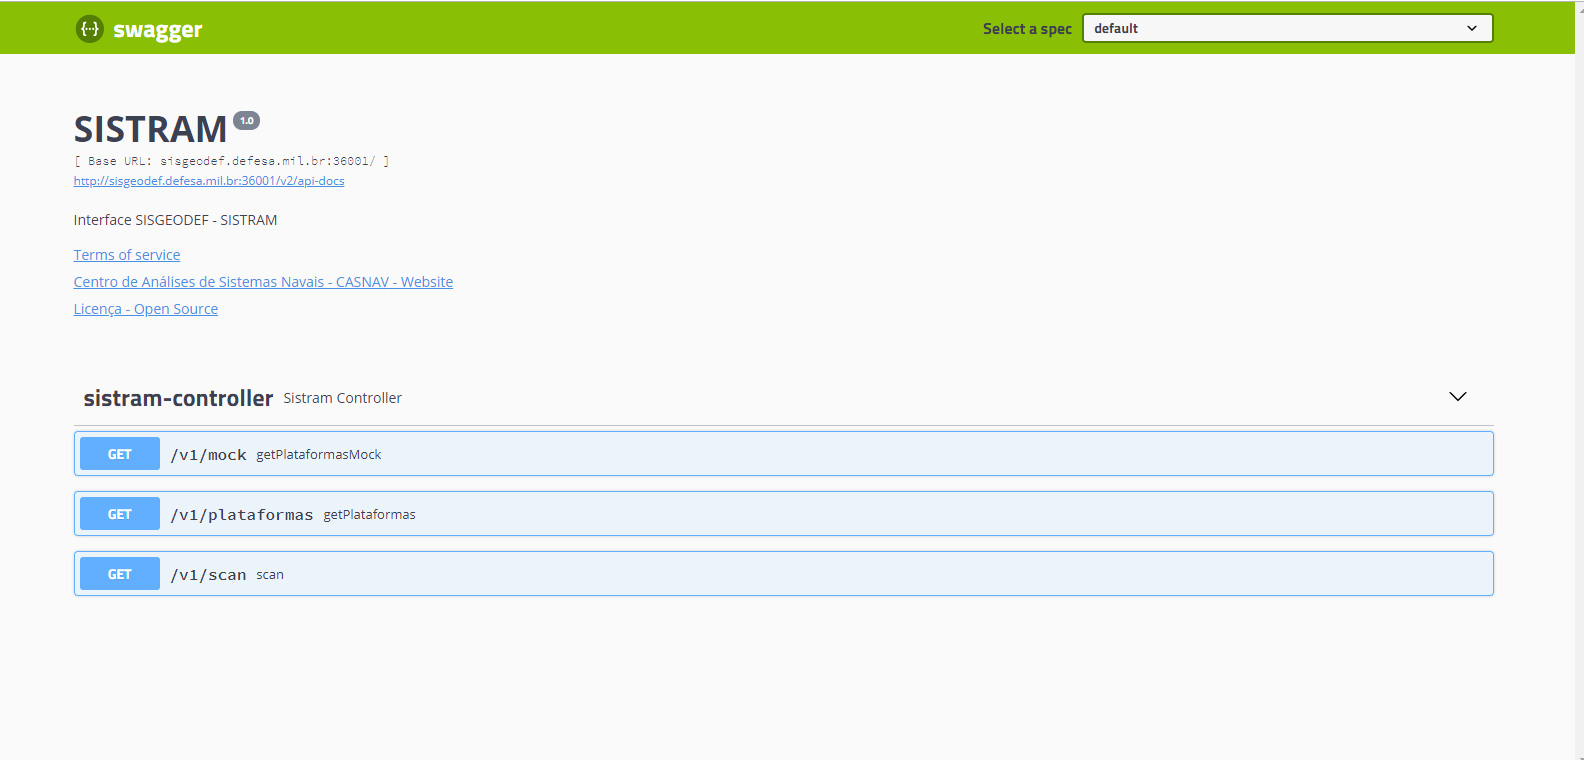 {···} swagger
Select a spec default
SISTRAM 1.0
[ Base URL: sisgeodef.defesa.mil.br:36001/ ]
http://sisgeodef.defesa.mil.br:36001/v2/api-docs
Interface SISGEODEF - SISTRAM
Terms of service
Centro de Análises de Sistemas Navais - CASNAV - Website
Licença - Open Source
sistram-controller Sistram Controller
GET /v1/mock getPlataformasMock
GET /v1/plataformas getPlataformas
GET /v1/scan scan